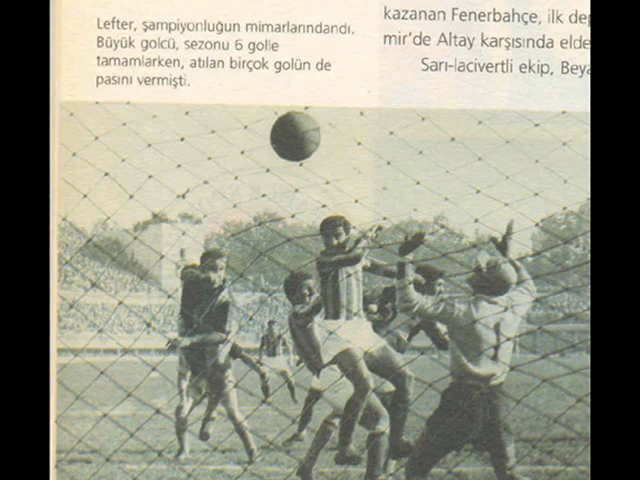 Lefter, şampiyonluğun mimarlarındandı.
Büyük golcü, sezonu 6 golle
tamamlarken, atılan birçok golün de
pasını vermişti.
kazanan Fenerbahçe, ilk
mir'de Altay karşısında elde
Sarı-lacivertli ekip,